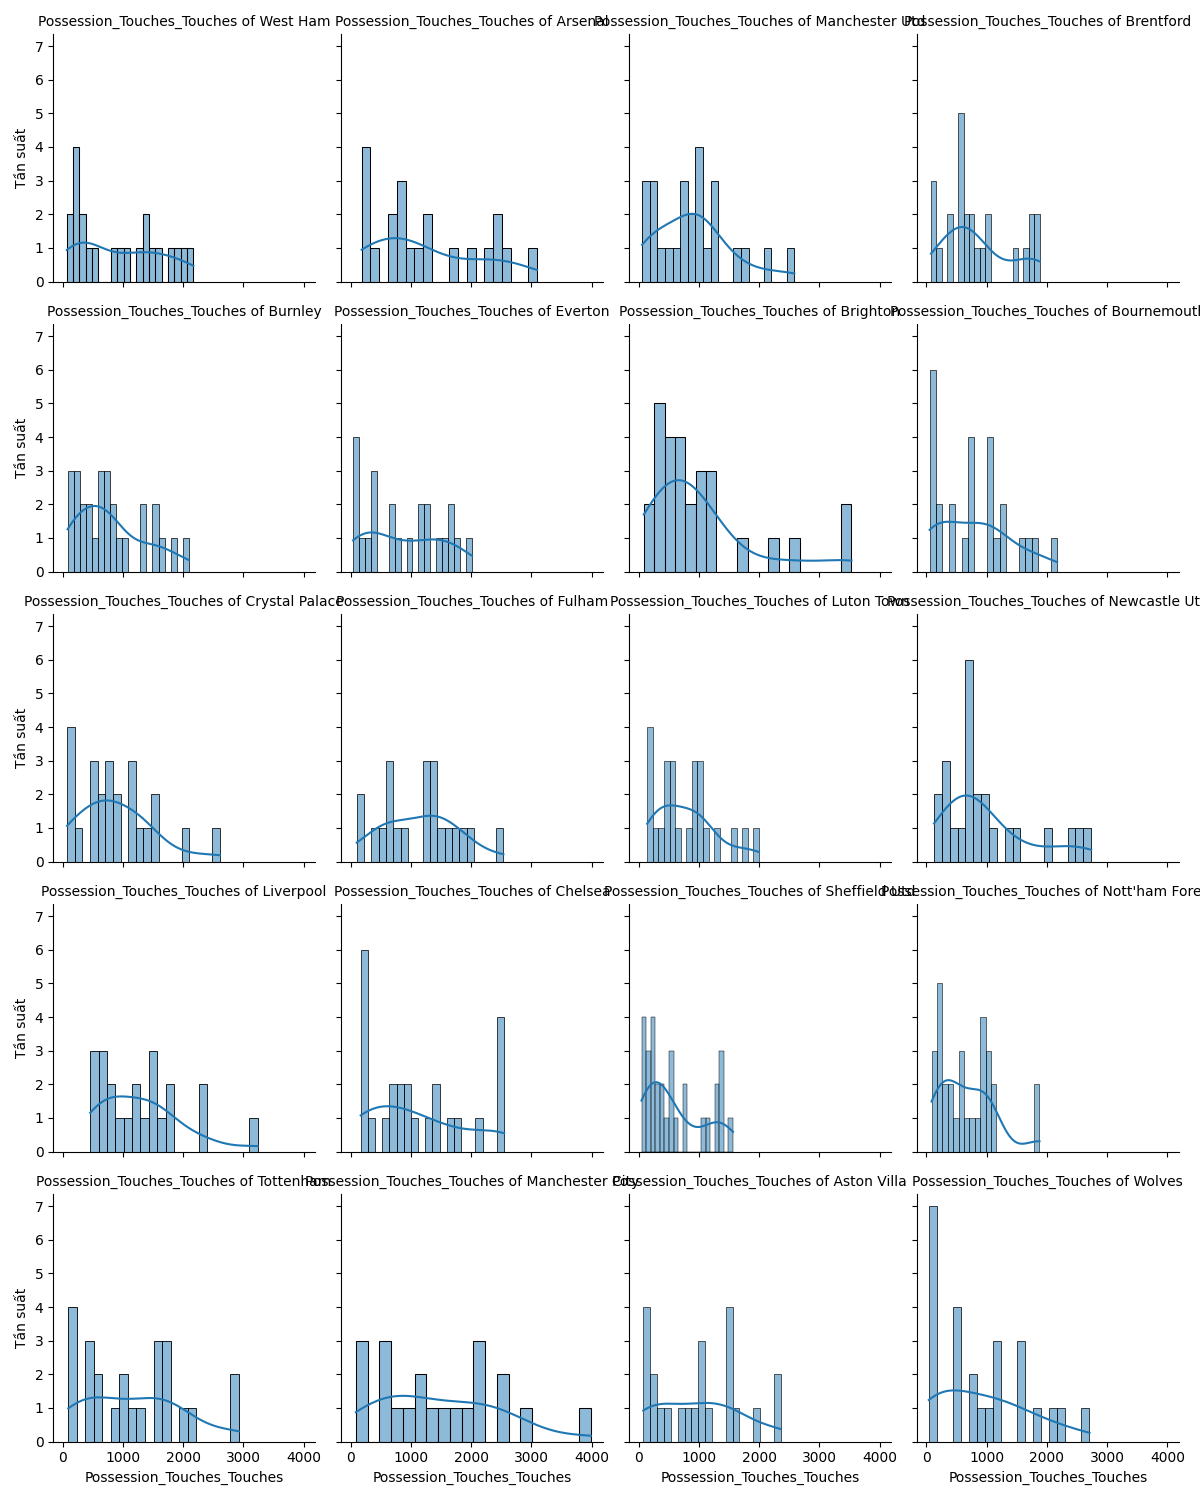 Possession_Touches_Touches of West Ham
Possession_Touches_Touches of Arsenal
Possession_Touches_Touches of Manchester Utd
Possession_Touches_Touches of Brentford
7
6
5
4
3
2
1
0
Tần suất
Possession_Touches_Touches of Burnley
Possession_Touches_Touches of Everton
Possession_Touches_Touches of Brighton
Possession_Touches_Touches of Bournemouth
7
6
5
4
3
2
1
0
Tần suất
Possession_Touches_Touches of Crystal Palace
Possession_Touches_Touches of Fulham
Possession_Touches_Touches of Luton Town
Possession_Touches_Touches of Newcastle Ut
7
6
5
4
3
2
1
0
Tần suất
Possession_Touches_Touches of Liverpool
Possession_Touches_Touches of Chelsea
Possession_Touches_Touches of Sheffield Utd
Possession_Touches_Touches of Nott'ham Fore
7
6
5
4
3
2
1
0
Tần suất
Possession_Touches_Touches of Tottenham
Possession_Touches_Touches of Manchester City
Possession_Touches_Touches of Aston Villa
Possession_Touches_Touches of Wolves
7
6
5
4
3
2
1
0
Tần suất
0 1000 2000 3000 4000
0 1000 2000 3000 4000
0 1000 2000 3000 4000
0 1000 2000 3000 4000
Possession_Touches_Touches
Possession_Touches_Touches
Possession_Touches_Touches
Possession_Touches_Touches